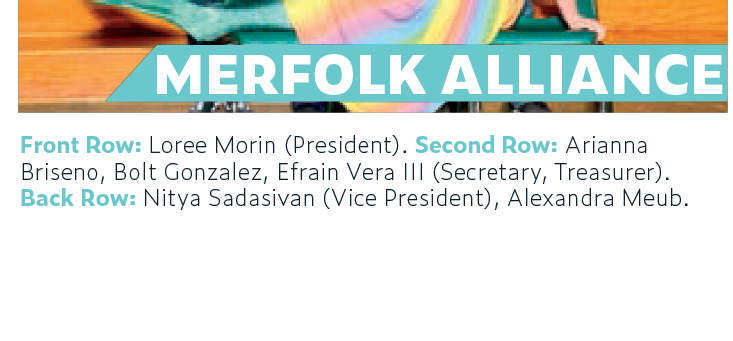 MERFOLK ALLIANCE
Front Row: Loree Morin (President). Second Row: Arianna
Briseno, Bolt Gonzalez, Efrain Vera III (Secretary, Treasurer).
Back Row: Nitya Sadasivan (Vice President), Alexandra Meub.